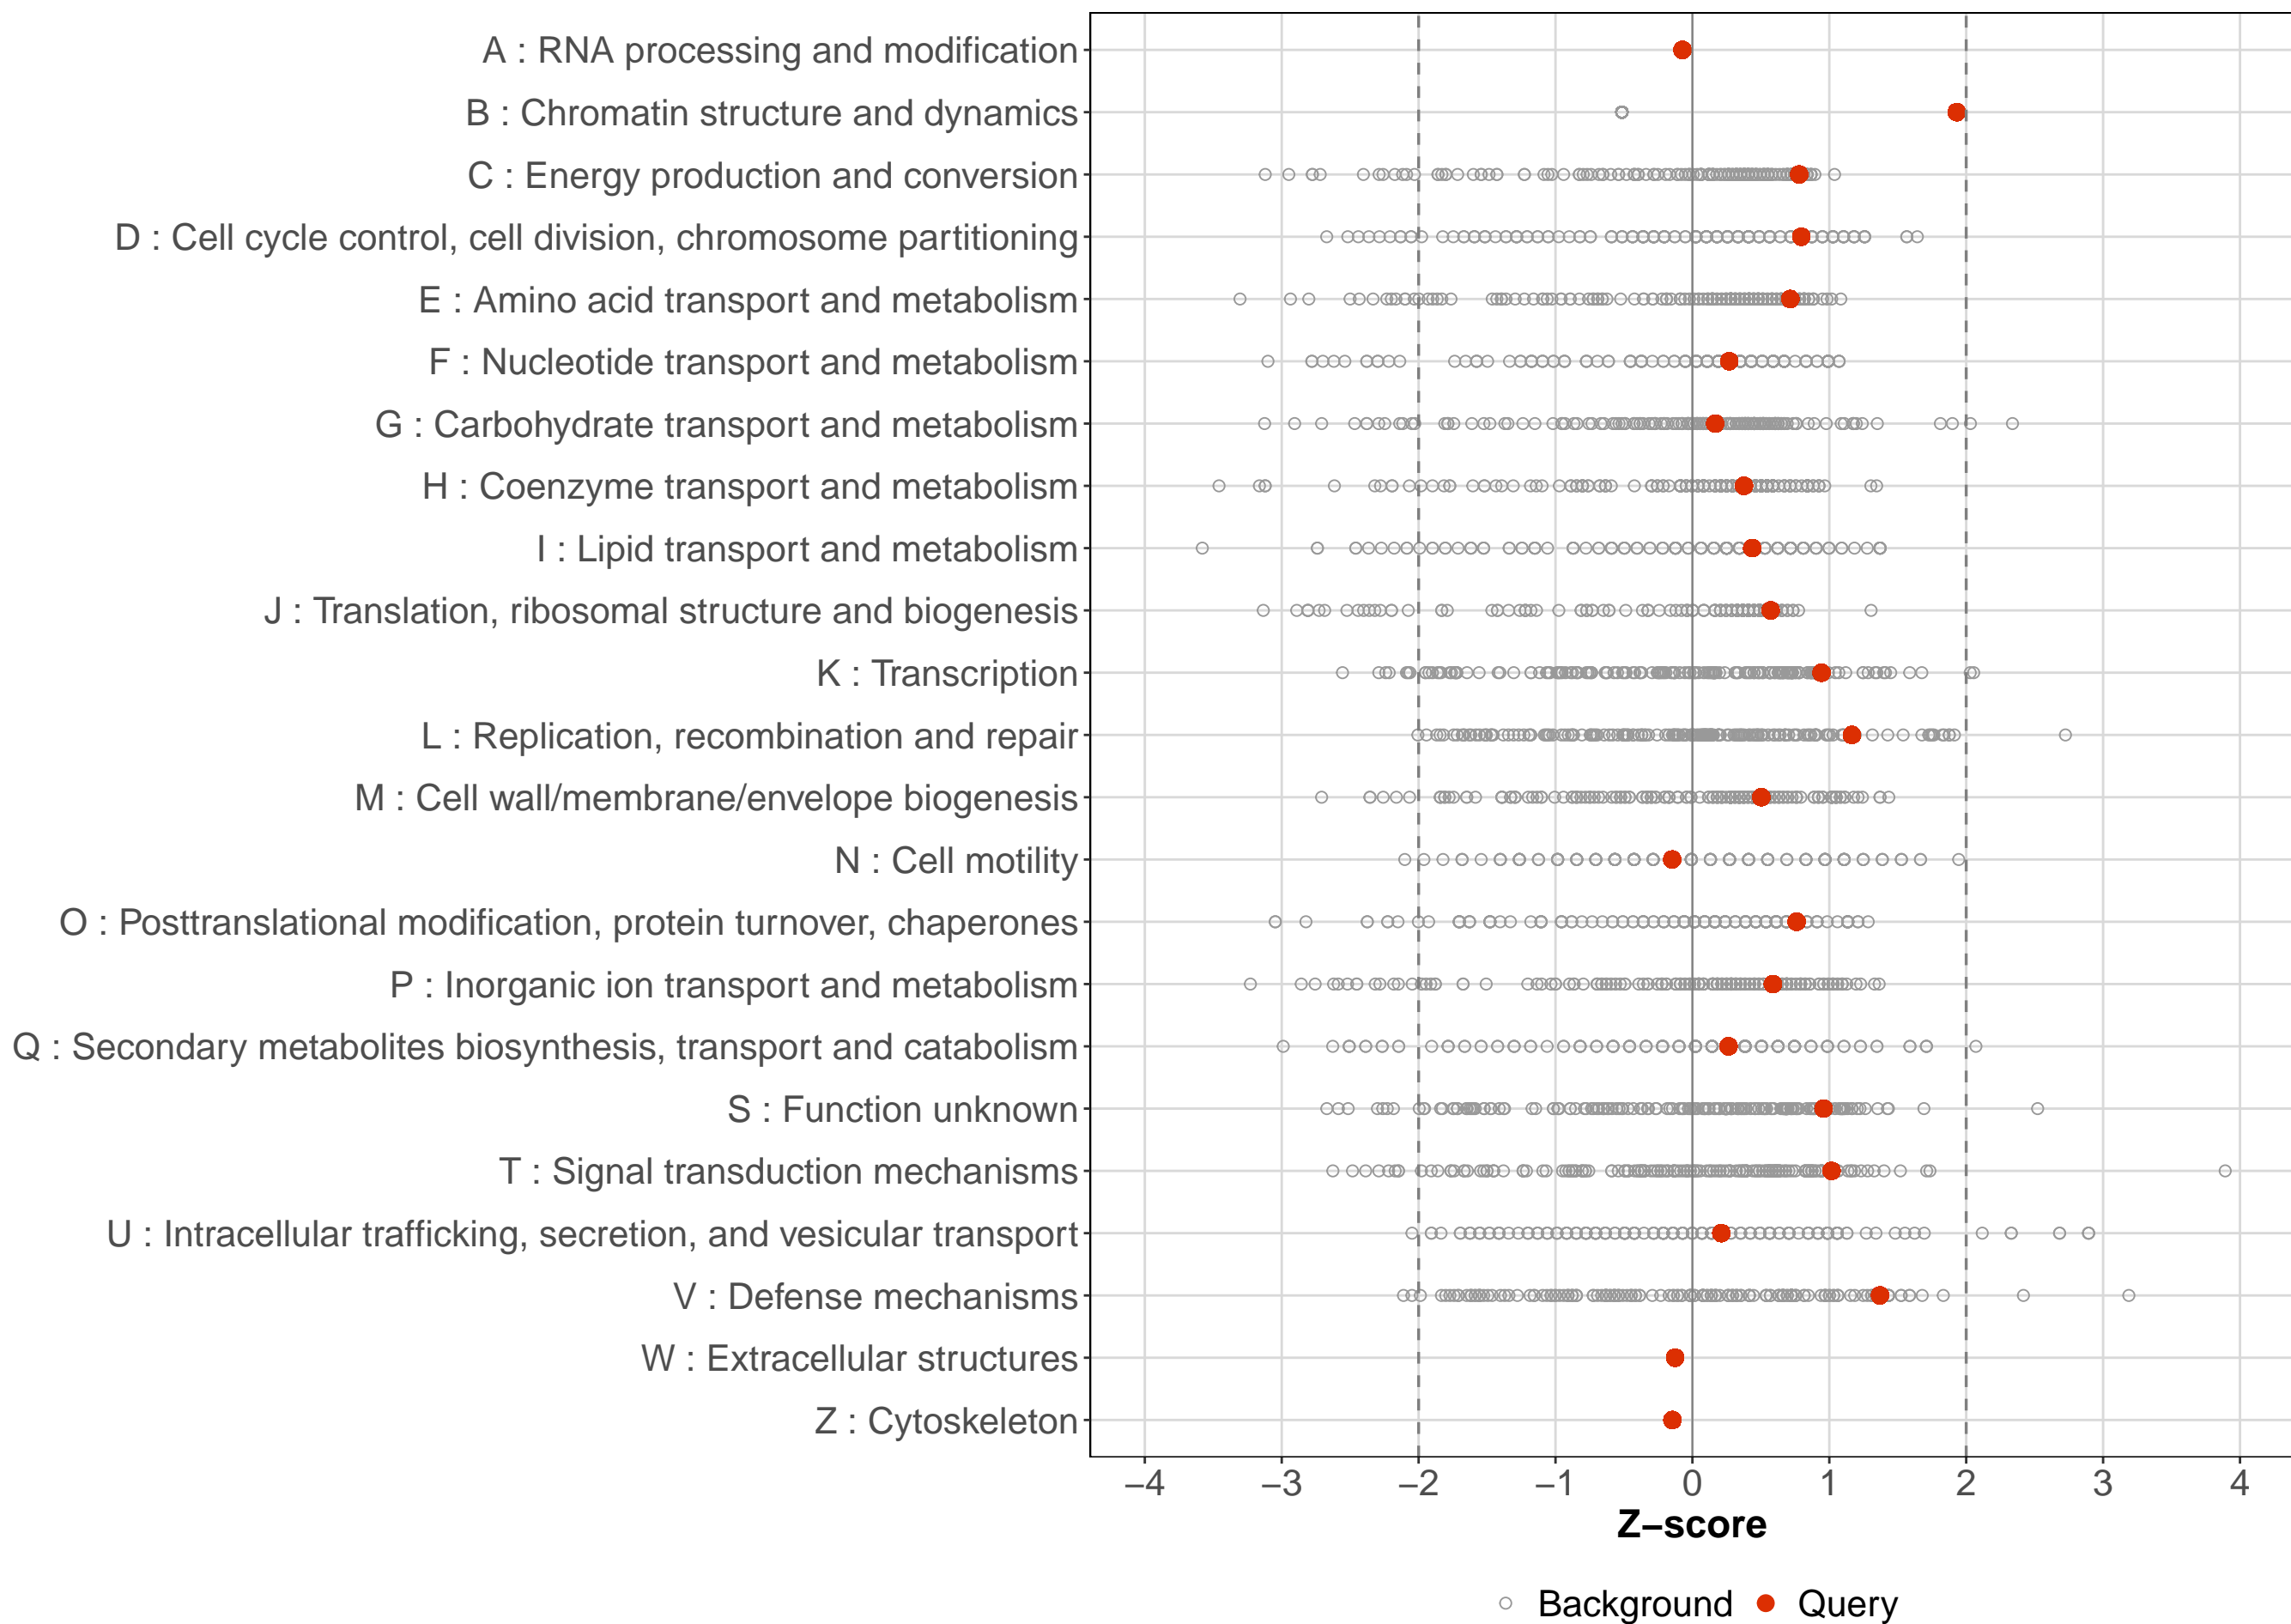 A : RNA processing and modification
B : Chromatin structure and dynamics
C : Energy production and conversion
D : Cell cycle control, cell division, chromosome partitioning
E : Amino acid transport and metabolism
F : Nucleotide transport and metabolism
G : Carbohydrate transport and metabolism
H : Coenzyme transport and metabolism
I : Lipid transport and metabolism
J : Translation, ribosomal structure and biogenesis
K : Transcription
L : Replication, recombination and repair
M : Cell wall/membrane/envelope biogenesis
N : Cell motility
O : Posttranslational modification, protein turnover, chaperones
P : Inorganic ion transport and metabolism
Q : Secondary metabolites biosynthesis, transport and catabolism
S : Function unknown
T : Signal transduction mechanisms
U : Intracellular trafficking, secretion, and vesicular transport
V : Defense mechanisms
W : Extracellular structures
Z : Cytoskeleton
−4 −3 −2 −1 0 1 2 3 4
Z−score
Background Query